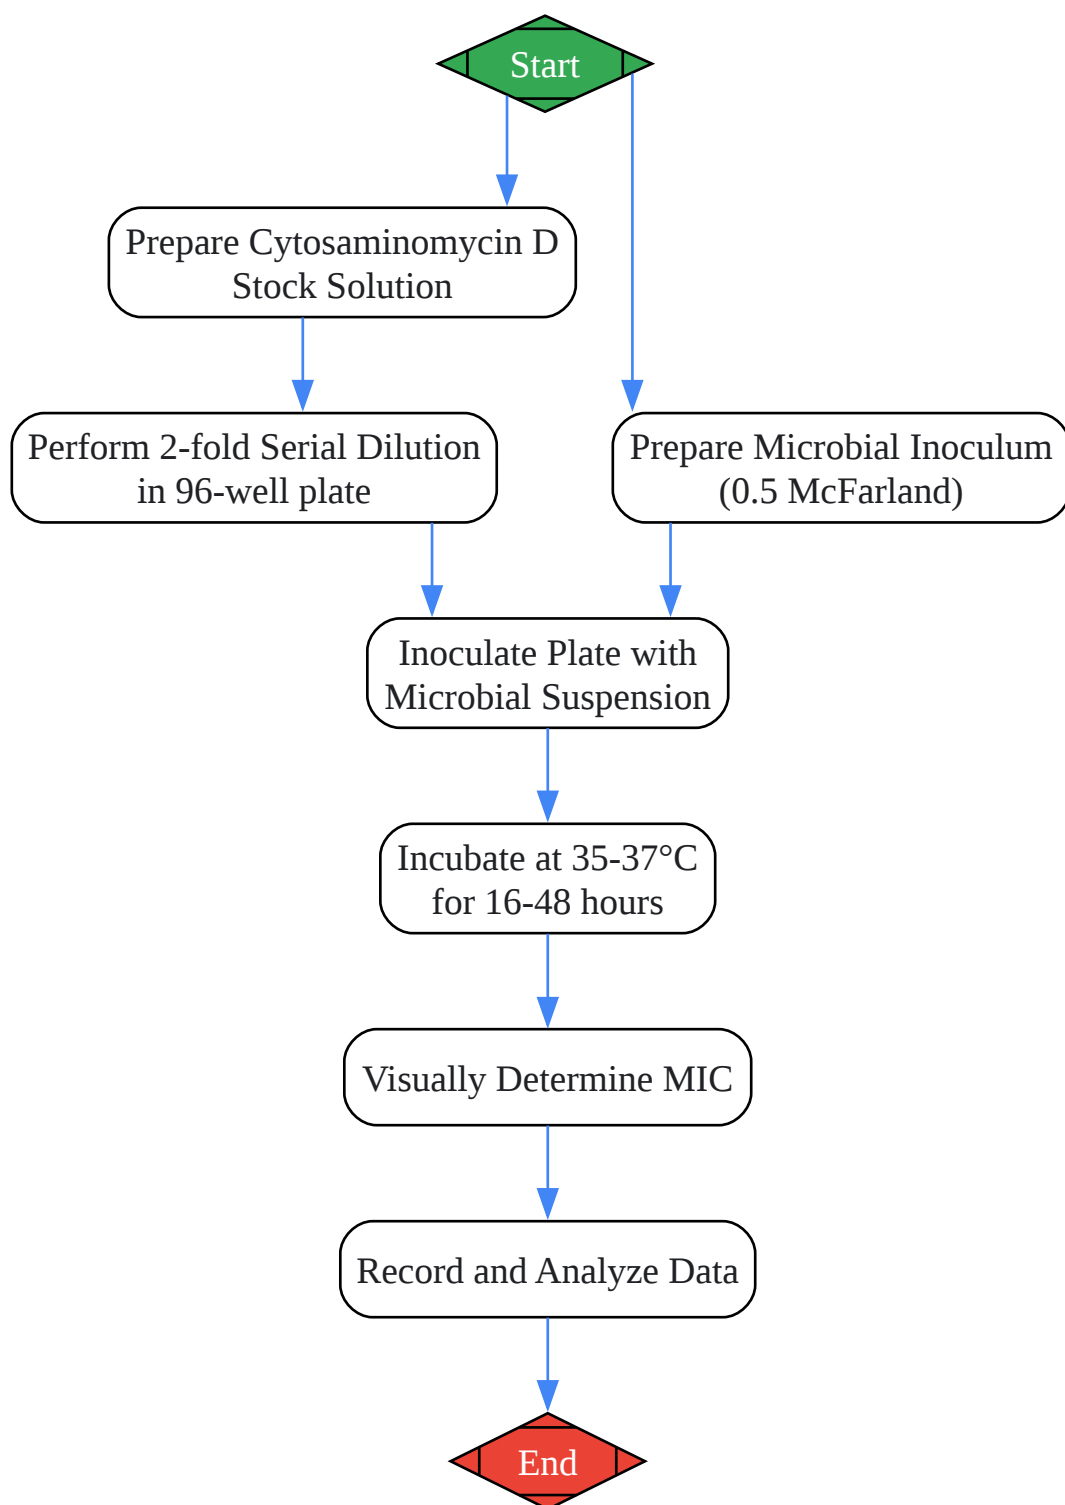 Start
Prepare Cytosaminomycin D
Stock Solution
Perform 2-fold Serial Dilution
in 96-well plate
Prepare Microbial Inoculum
(0.5 McFarland)
Inoculate Plate with
Microbial Suspension
Incubate at 35-37°C
for 16-48 hours
Visually Determine MIC
Record and Analyze Data
End